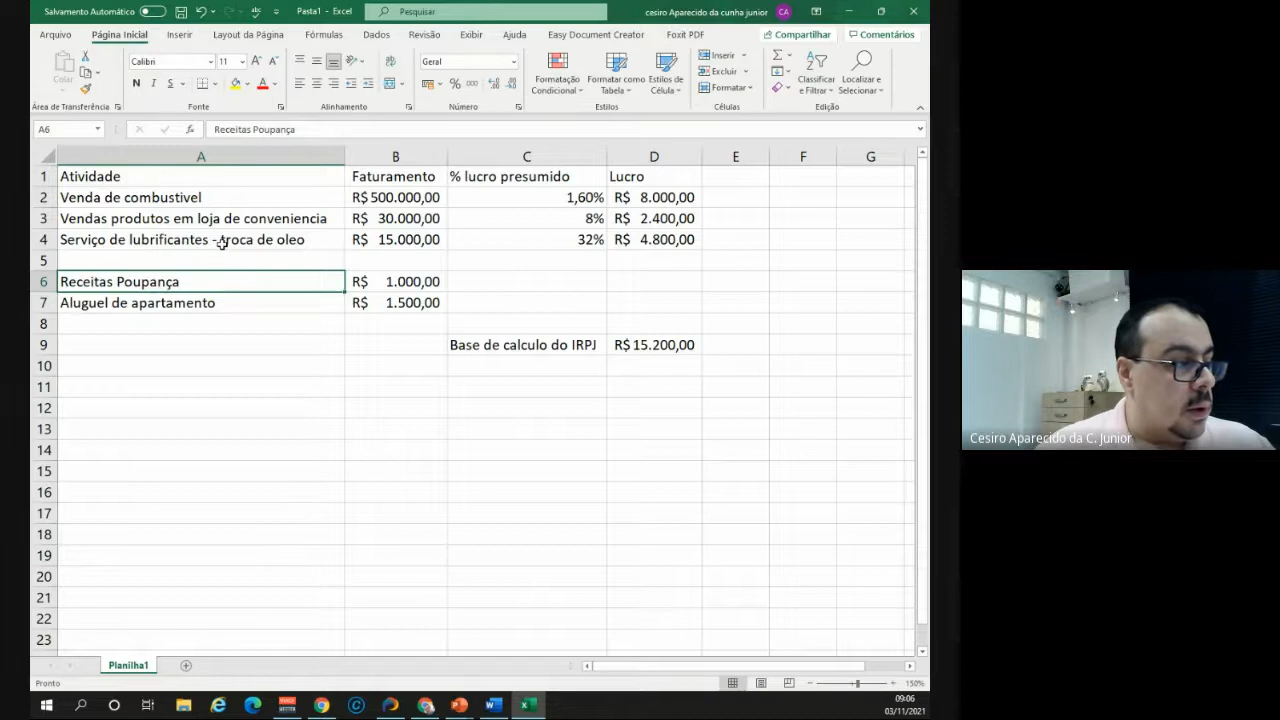 Salvamento Automático
Pasta1 - Excel
Pesquisar
cesiro Aparecido da cunha junior
CA
Arquivo Página Inicial Inserir Layout da Página Fórmulas Dados Revisão Exibir Ajuda Easy Document Creator Foxit PDF
Compartilhar
Comentários
Colar
Calibri
11
N I S
Geral
Formatação Condicional
Formatar como Tabela
Estilos de Célula
Inserir
Excluir
Formatar
Classificar e Filtrar
Localizar e Selecionar
Área de Transferência Fonte Alinhamento Número Estilos Células Edição
A6
Receitas Poupança
A B C D E F G
1 Atividade Faturamento % lucro presumido Lucro
2 Venda de combustivel R$ 500.000,00 1,60% R$ 8.000,00
3 Vendas produtos em loja de conveniencia R$ 30.000,00 8% R$ 2.400,00
4 Serviço de lubrificantes - troca de oleo R$ 15.000,00 32% R$ 4.800,00
5
6 Receitas Poupança R$ 1.000,00
7 Aluguel de apartamento R$ 1.500,00
8
9 Base de calculo do IRPJ R$ 15.200,00
10
11
12
13
14
15
16
17
18
19
20
21
22
23
Planilha1
Pronto
150%
09:06
03/11/2021
Cesiro Aparecido da C. Junior